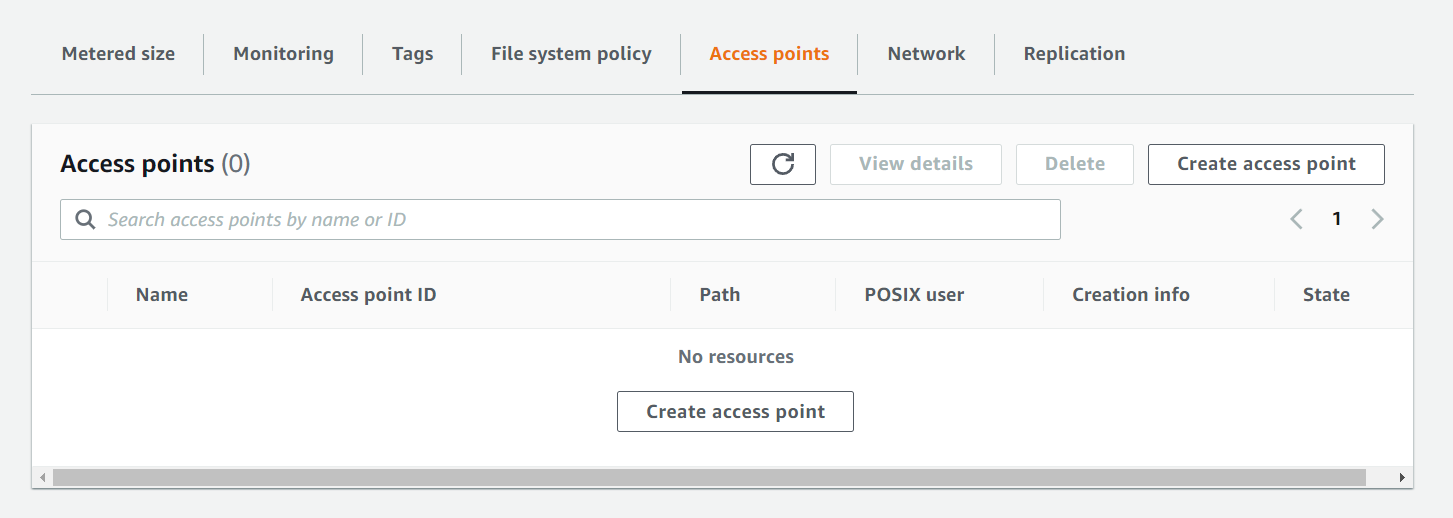 Metered size Monitoring Tags File system policy Access points Network Replication
Access points (0) View details Delete Create access point
Search access points by name or ID 1
Name Access point ID Path POSIX user Creation info State
No resources
Create access point